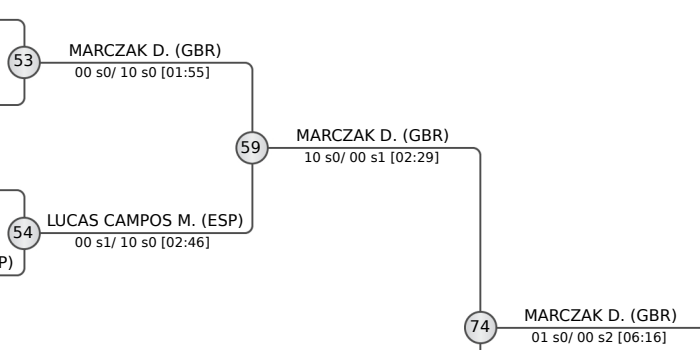 MARCZAK D. (GBR)
53
00 s0/ 10 s0 [01:55]
MARCZAK D. (GBR)
59
10 s0/ 00 s1 [02:29]
LUCAS CAMPOS M. (ESP)
54
00 s1/ 10 s0 [02:46]
P)
MARCZAK D. (GBR)
74
01 s0/ 00 s2 [06:16]